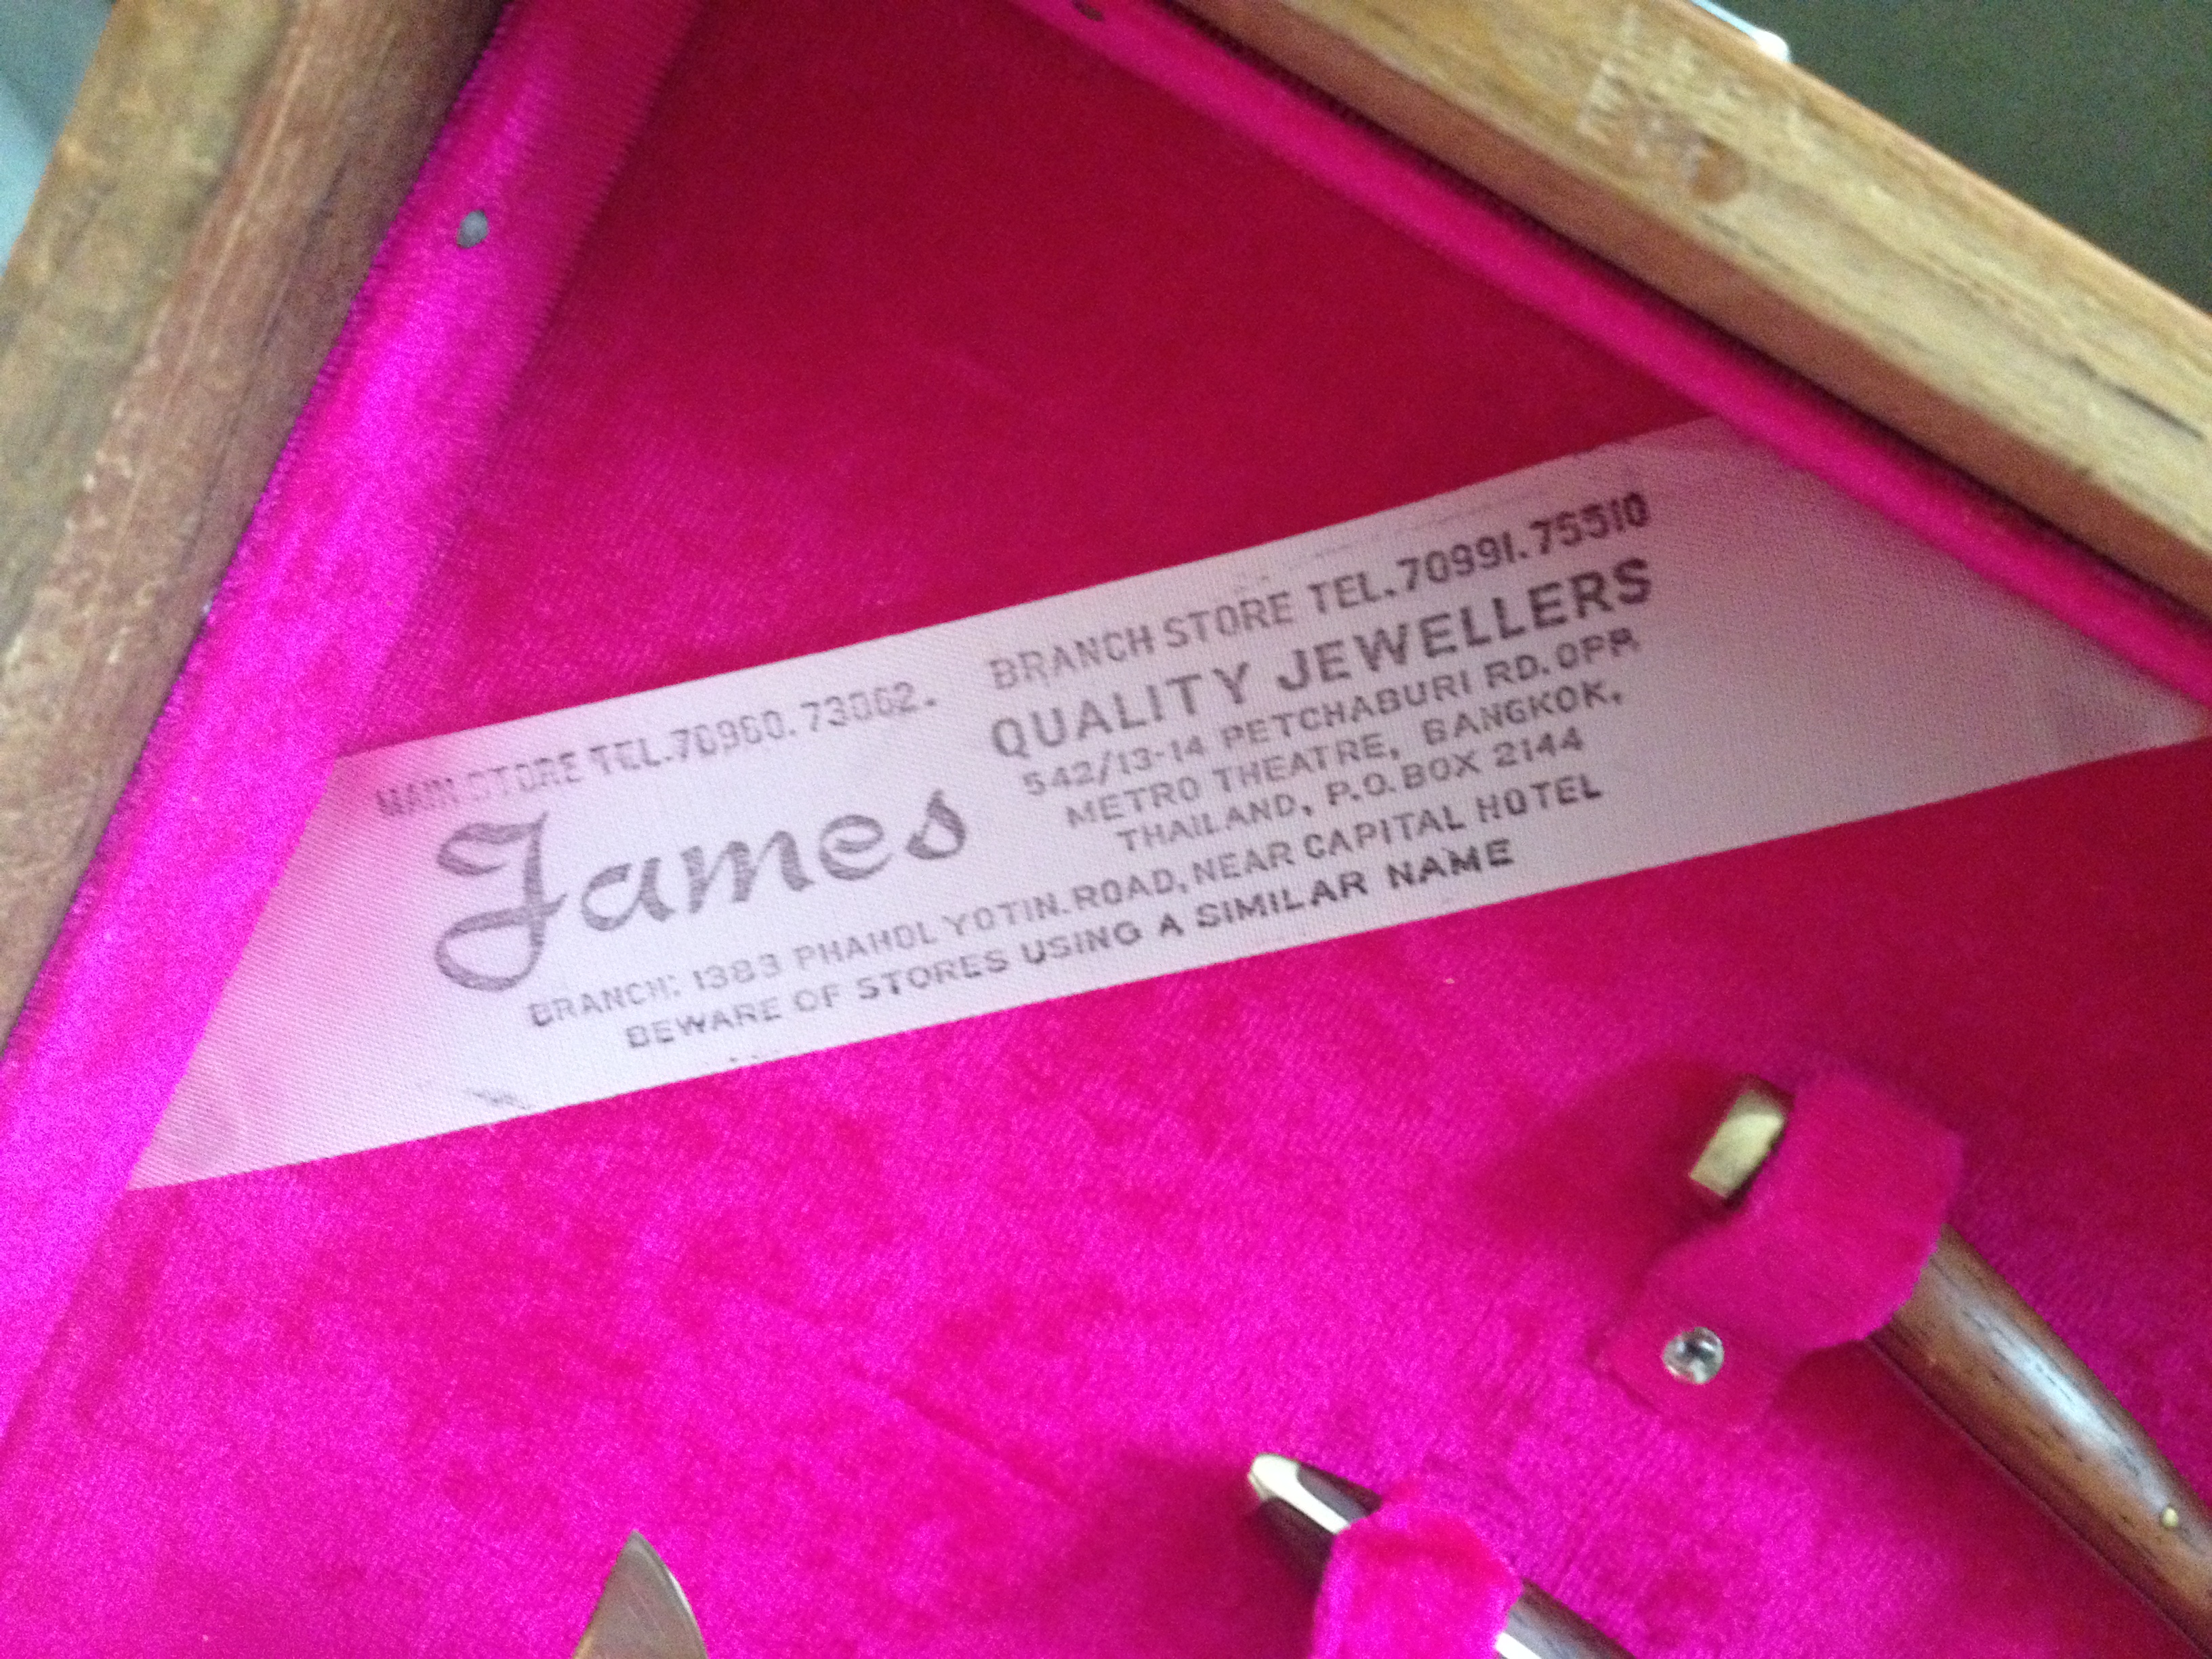 MAIN STORE TEL.70960.73062. BRANCH STORE TEL.70991.75510
James
QUALITY JEWELLERS
542/13-14 PETCHABURI RD. OPP.
METRO THEATRE, BANGKOK,
THAILAND, P.O. BOX 2144
BRANCH: 1383 PHAHOL YOTIN. ROAD, NEAR CAPITAL HOTEL
BEWARE OF STORES USING A SIMILAR NAME